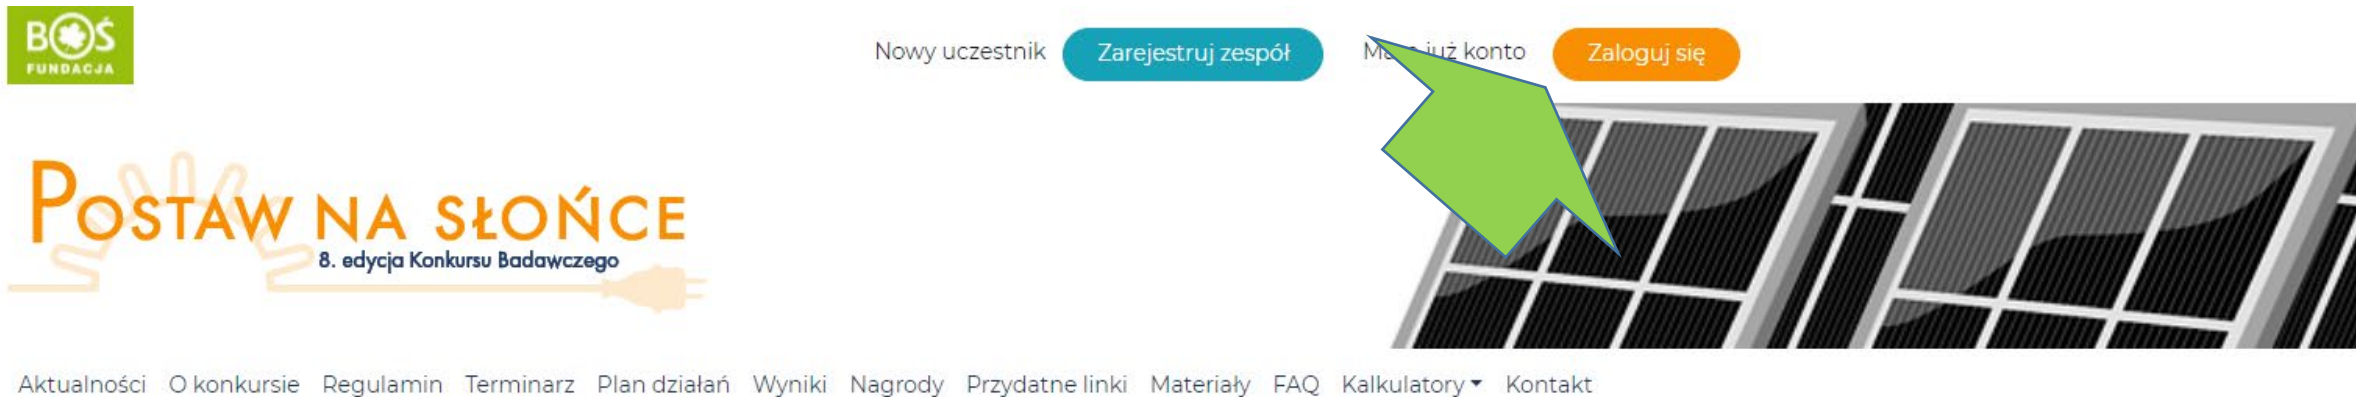 BOŚ
FUNDACJA
Nowy uczestnik Zarejestruj zespół już konto Zaloguj się
POSTAW NA SŁOŃCE
8. edycja Konkursu Badawczego
Aktualności O konkursie Regulamin Terminarz Plan działań Wyniki Nagrody Przydatne linki Materiały FAQ Kalkulatory Kontakt